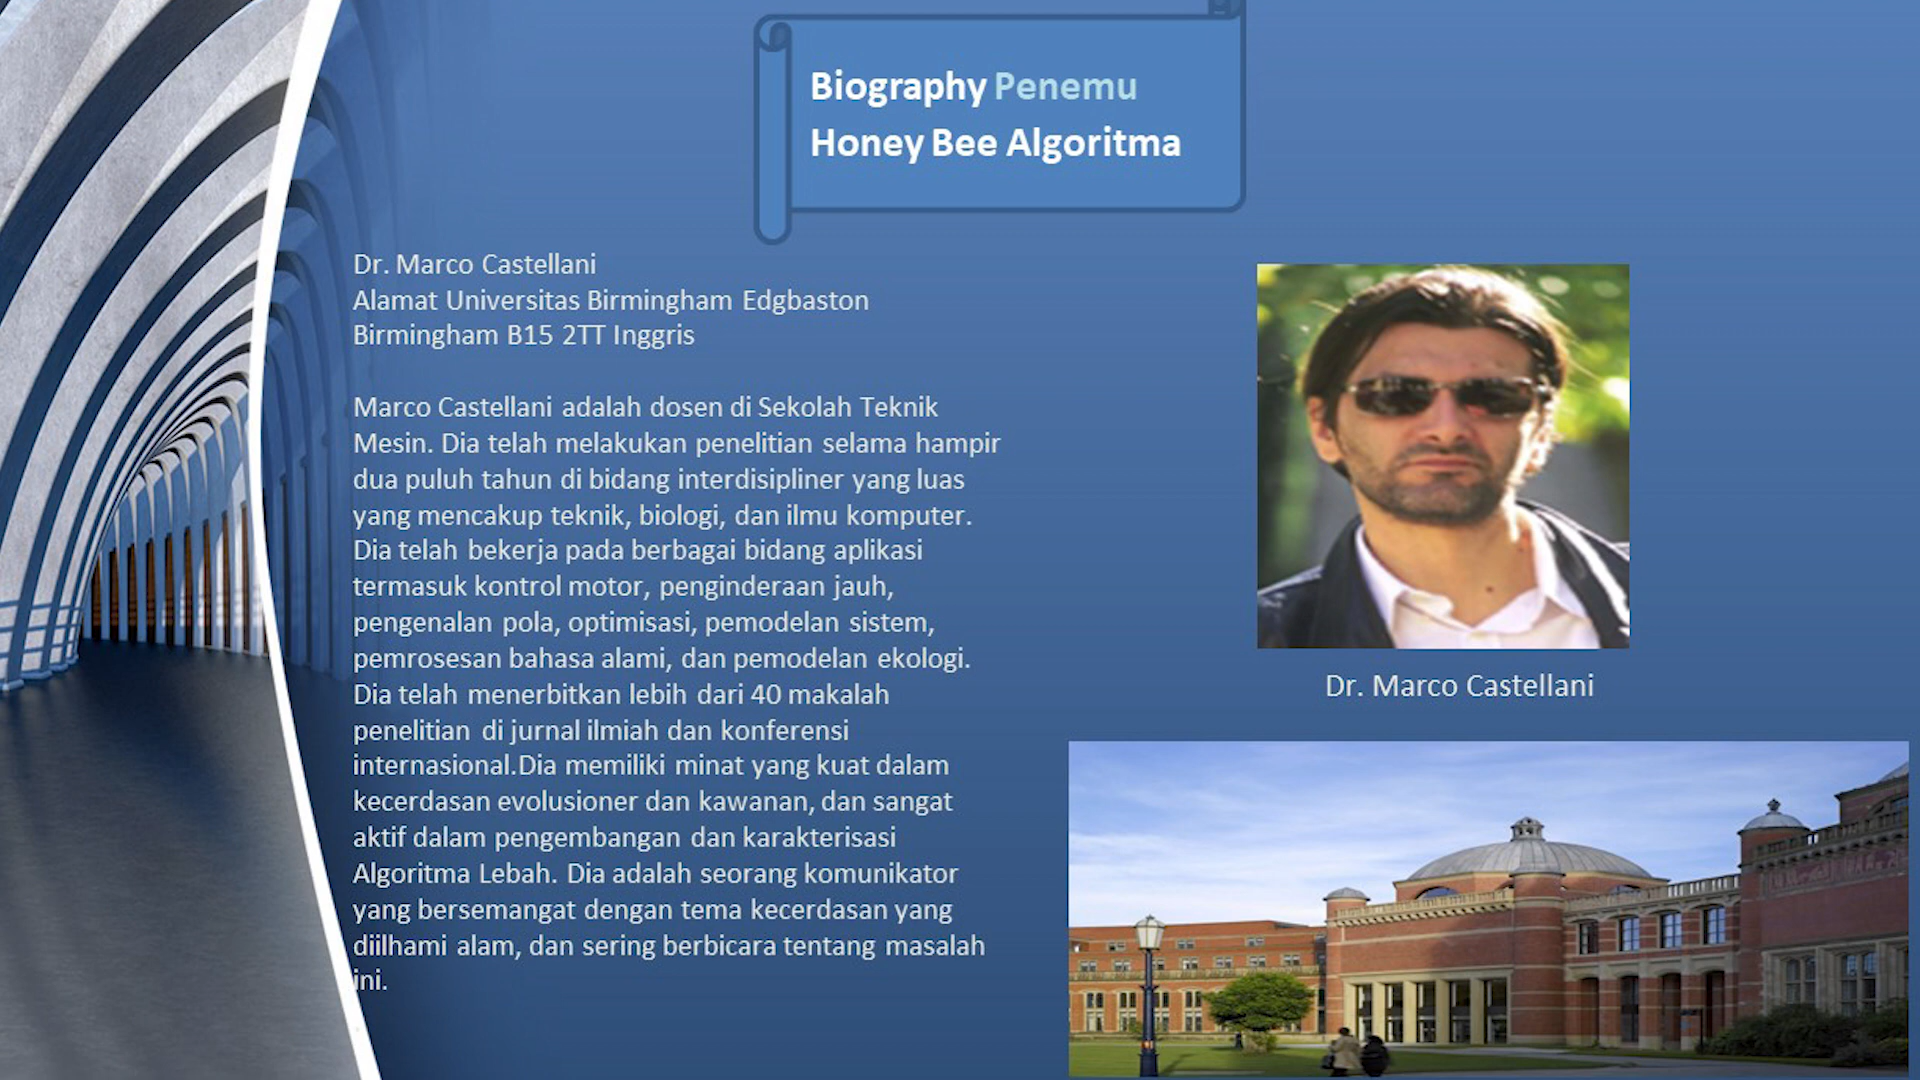 Biography Penemu
Honey Bee Algoritma
Dr. Marco Castellani
Alamat Universitas Birmingham Edgbaston
Birmingham B15 2TT Inggris
Marco Castellani adalah dosen di Sekolah Teknik
Mesin. Dia telah melakukan penelitian selama hampir
dua puluh tahun di bidang interdisipliner yang luas
yang mencakup teknik, biologi, dan ilmu komputer.
Dia telah bekerja pada berbagai bidang aplikasi
termasuk kontrol motor, penginderaan jauh,
pengenalan pola, optimisasi, pemodelan sistem,
pemrosesan bahasa alami, dan pemodelan ekologi.
Dia telah menerbitkan lebih dari 40 makalah
penelitian di jurnal ilmiah dan konferensi
internasional.Dia memiliki minat yang kuat dalam
kecerdasan evolusioner dan kawanan, dan sangat
aktif dalam pengembangan dan karakterisasi
Algoritma Lebah. Dia adalah seorang komunikator
yang bersemangat dengan tema kecerdasan yang
diilhami alam, dan sering berbicara tentang masalah
ini.
Dr. Marco Castellani